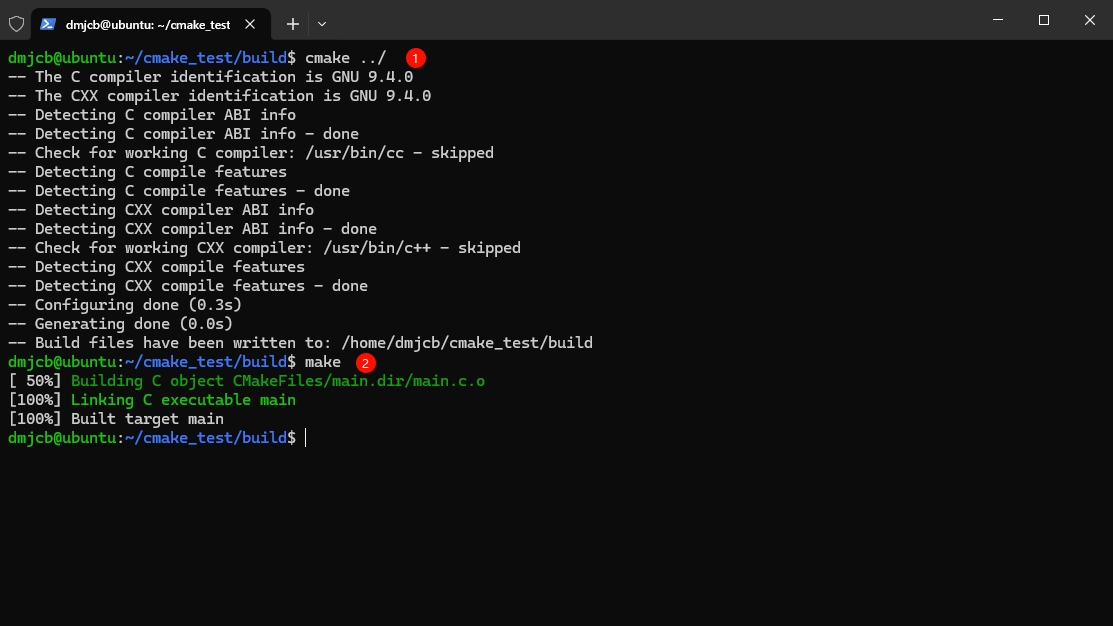 dmjcb@ubuntu: ~/cmake_test
dmjcb@ubuntu:~/cmake_test/build$ cmake ../ 1
-- The C compiler identification is GNU 9.4.0
-- The CXX compiler identification is GNU 9.4.0
-- Detecting C compiler ABI info
-- Detecting C compiler ABI info - done
-- Check for working C compiler: /usr/bin/cc - skipped
-- Detecting C compile features
-- Detecting C compile features - done
-- Detecting CXX compiler ABI info
-- Detecting CXX compiler ABI info - done
-- Check for working CXX compiler: /usr/bin/c++ - skipped
-- Detecting CXX compile features
-- Detecting CXX compile features - done
-- Configuring done (0.3s)
-- Generating done (0.0s)
-- Build files have been written to: /home/dmjcb/cmake_test/build
dmjcb@ubuntu:~/cmake_test/build$ make 2
[ 50%] Building C object CMakeFiles/main.dir/main.c.o
[100%] Linking C executable main
[100%] Built target main
dmjcb@ubuntu:~/cmake_test/build$